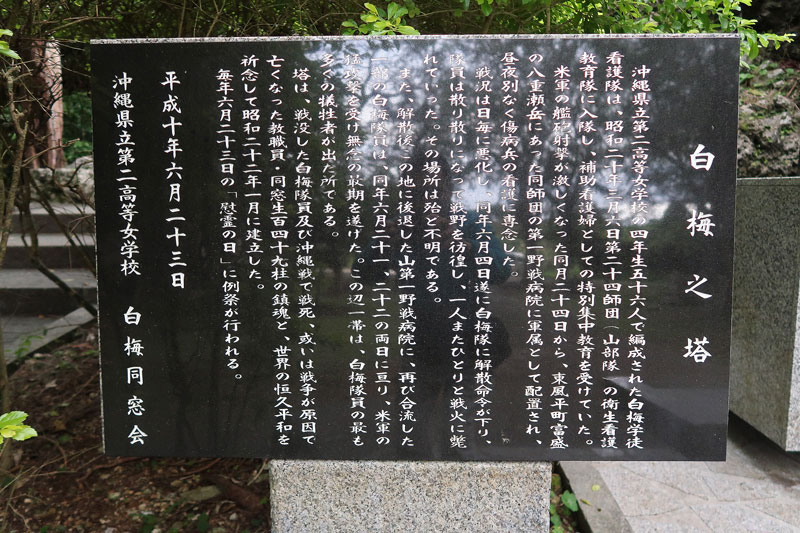 白梅之塔
沖縄県立第二高等女学校の四年生五十六人で編成された白梅学徒
看護隊は、昭和二十年三月六日第二十四師団（山部隊）の衛生看護
教育隊に入隊し、補助看護婦としての特別集中教育を受けていた。
米軍の艦砲射撃が激しくなった同月二十四日から、東風平町富盛
の八重瀬岳にあった同師団の第一野戦病院に軍属として配置され、
昼夜別なく傷病兵の看護に専念した。
戦況は日毎に悪化し、同年六月四日遂に白梅隊に解散命令が下り、
隊員は散り散りになって戦野を彷徨し、一人またひとりと戦火に斃
れていった。その場所は殆ど不明である。
また、解散後この地に後退した山第一野戦病院に、再び合流した
一部の白梅隊員は、同年六月二十一、二十二の両日に亘り、米軍の
猛攻撃を受け無念の最期を遂げた。この辺一帯は、白梅隊員の最も
多くの犠牲者が出た所である。
塔は、戦没した白梅隊員及び沖縄戦で戦死、或いは戦争が原因で
亡くなった教職員、同窓生百四十九柱の鎮魂と、世界の恒久平和を
祈念して昭和二十二年一月に建立した。
毎年六月二十三日の「慰霊の日」に例祭が行われる。
平成十年六月二十三日
沖縄県立第二高等女学校　白梅同窓会